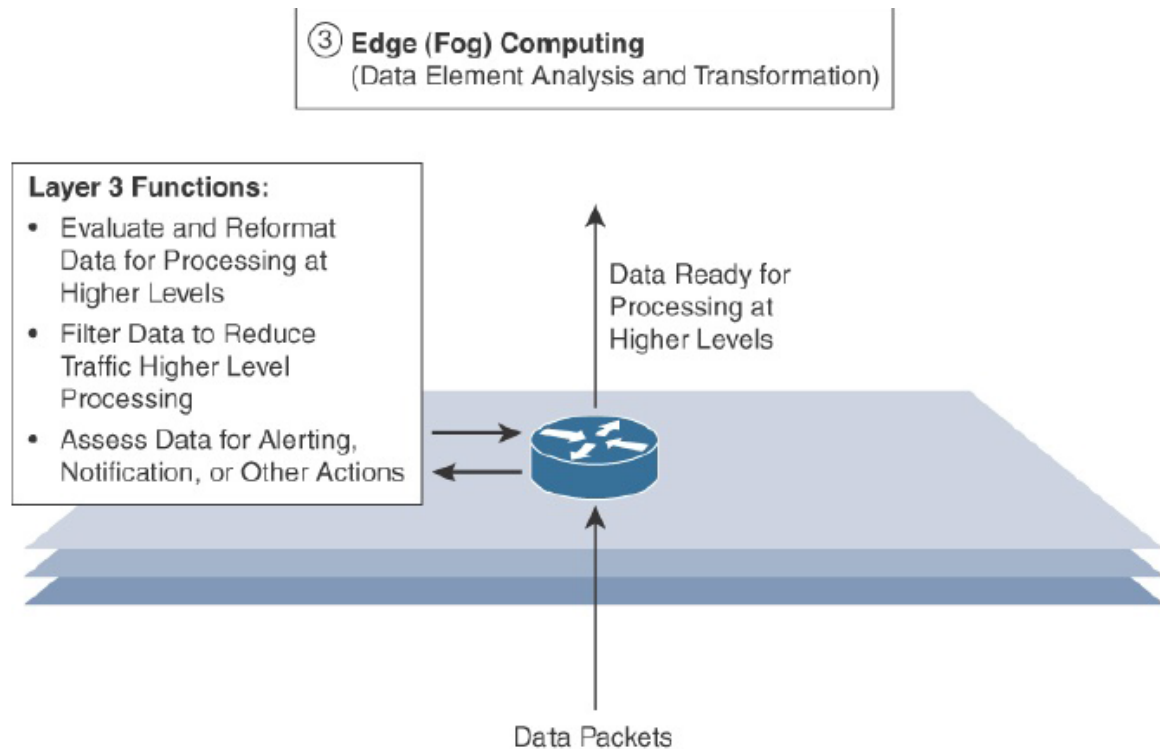 ③ Edge (Fog) Computing
(Data Element Analysis and Transformation)
Layer 3 Functions:
• Evaluate and Reformat
Data for Processing at
Higher Levels
• Filter Data to Reduce
Traffic Higher Level
Processing
• Assess Data for Alerting,
Notification, or Other Actions
Data Ready for
Processing at
Higher Levels
Data Packets